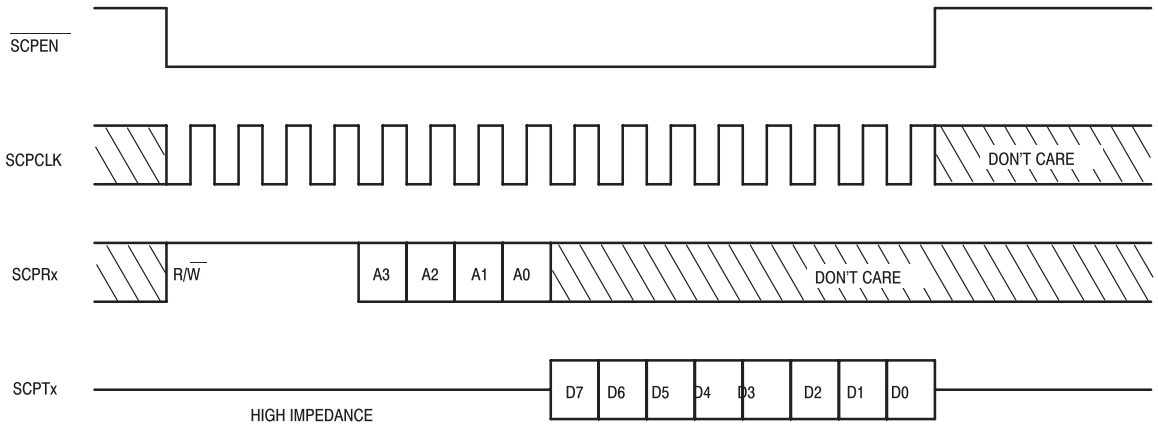 SCPEN
SCPCLK
DON'T CARE
SCPRx
R/W
A3
A2
A1
A0
DON'T CARE
SCPTx
D7
D6
D5
D4
D3
D2
D1
D0
HIGH IMPEDANCE